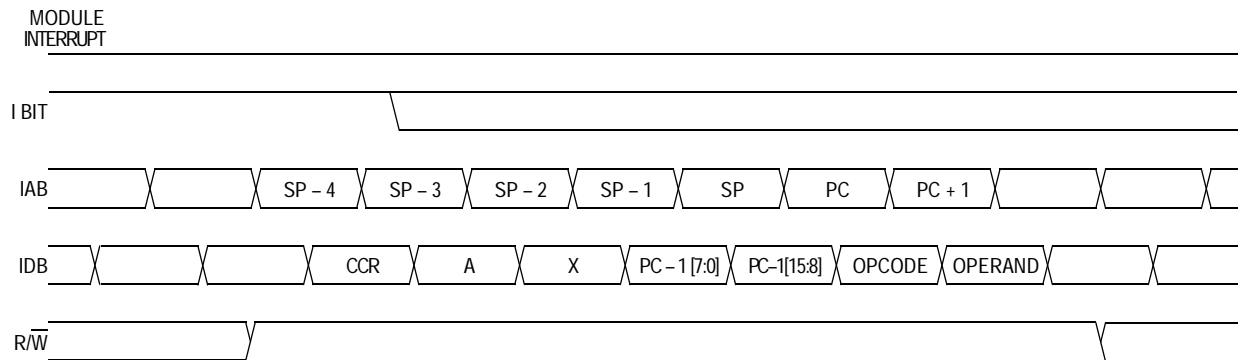 MODULE
INTERRUPT
I BIT
IAB SP – 4 SP – 3 SP – 2 SP – 1 SP PC PC + 1
IDB CCR A X PC – 1 [7:0] PC–1[15:8] OPCODE OPERAND
R/W̅